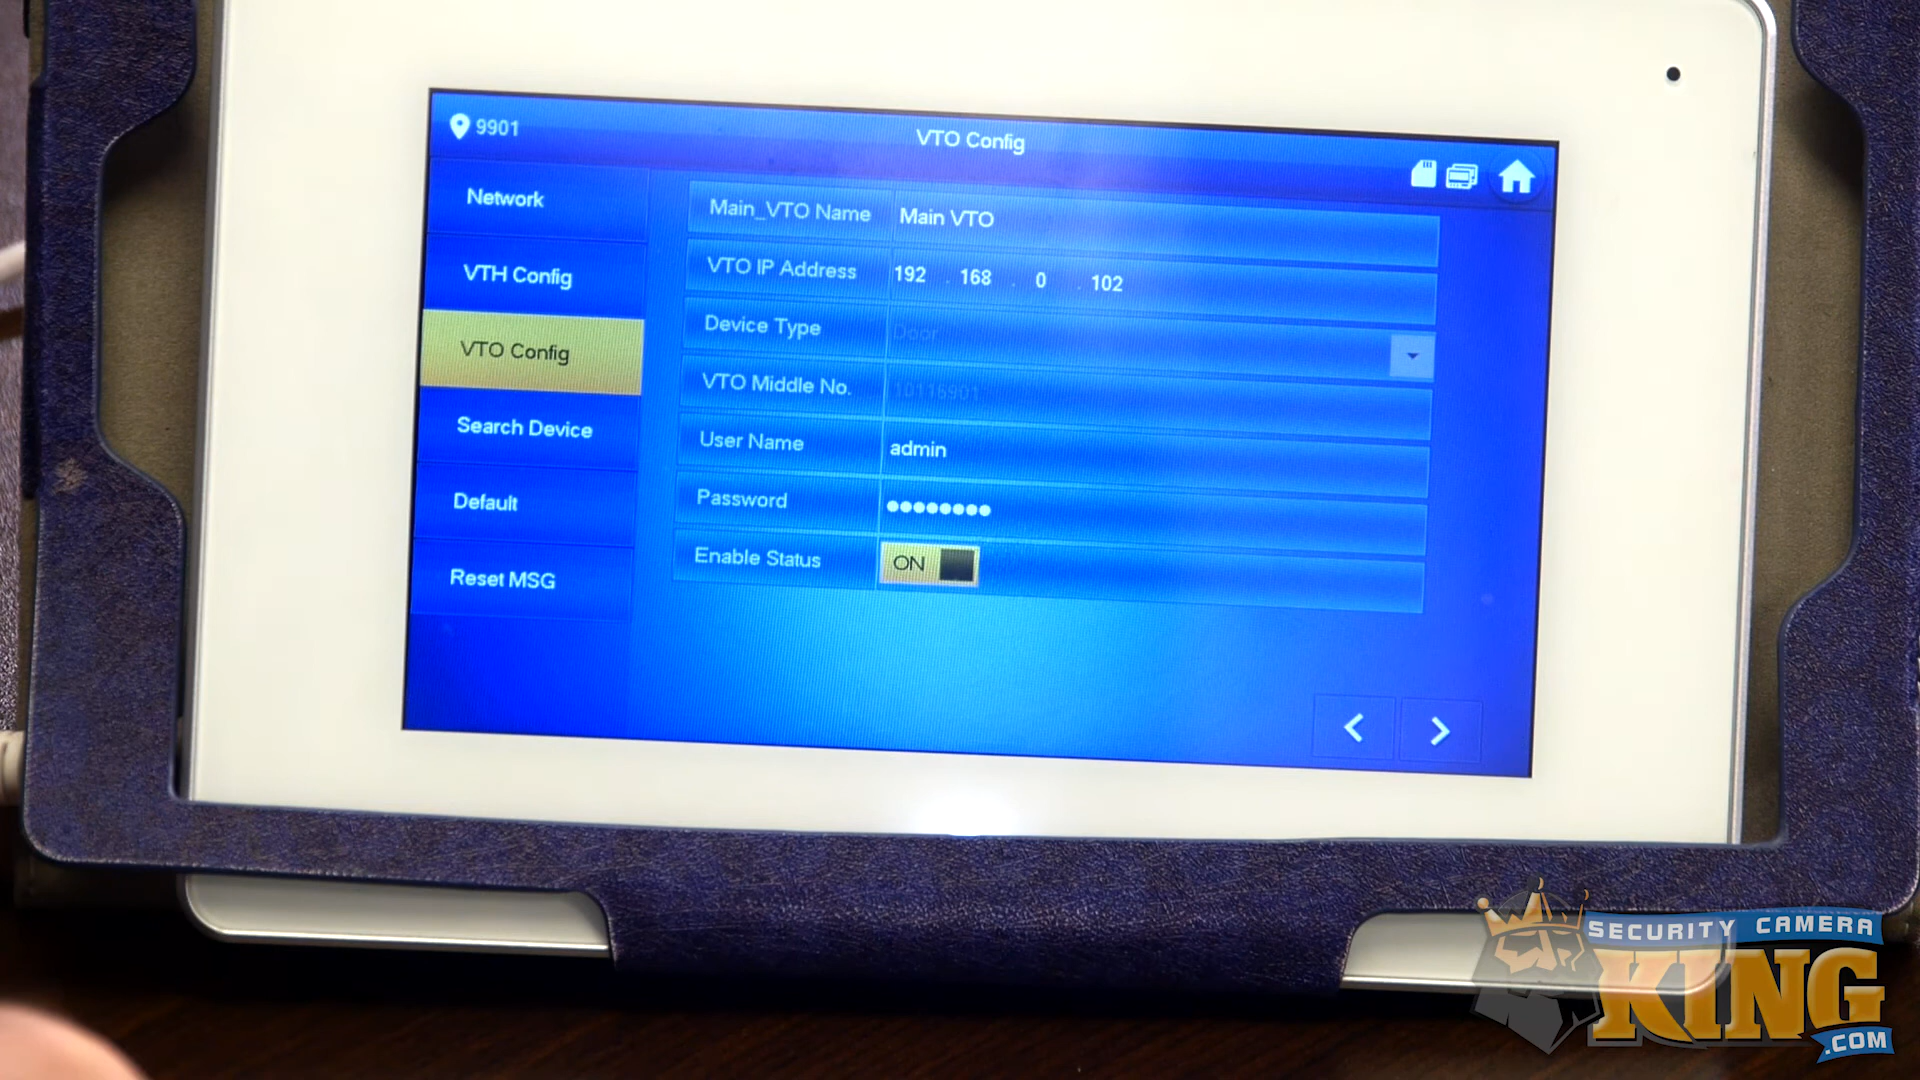 9901
VTO Config
Network
VTH Config
VTO Config
Search Device
Default
Reset MSG
Main_VTO Name Main VTO
VTO IP Address 192 . 168 . 0 . 102
Device Type Door
VTO Middle No. 10116901
User Name admin
Password ●●●●●●●●
Enable Status ON
SECURITY CAMERA
KING
.COM